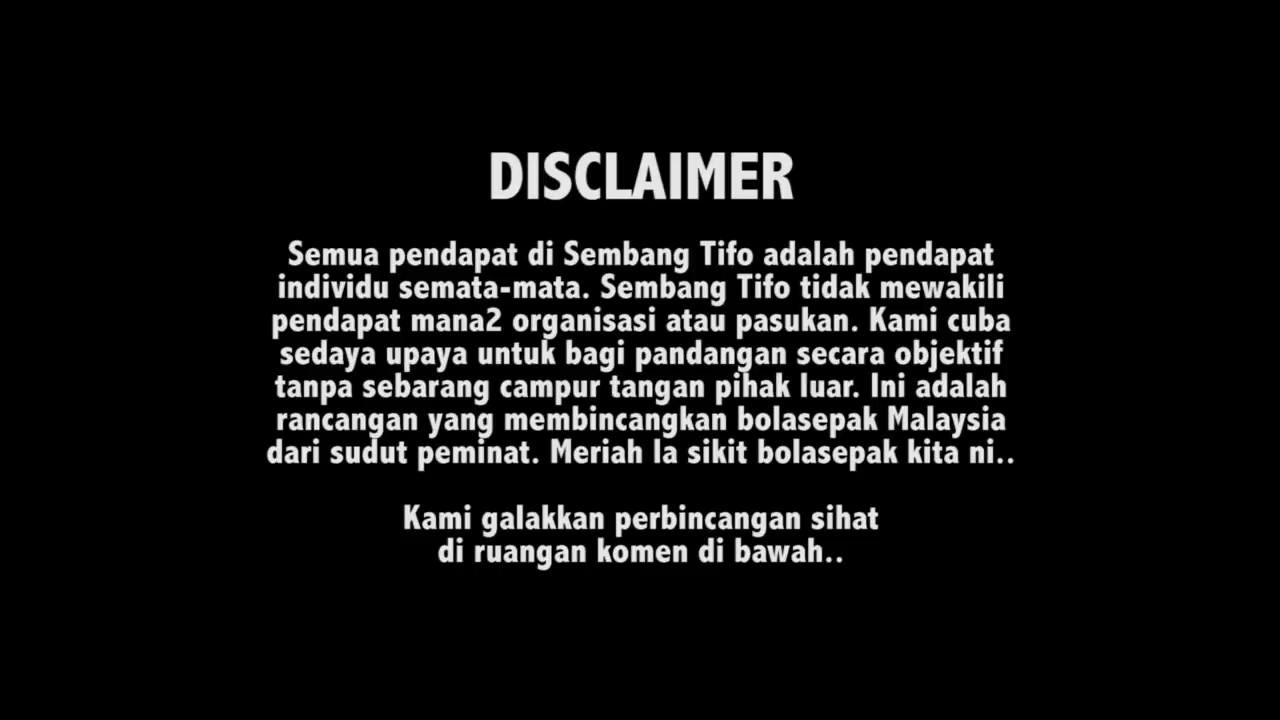 DISCLAIMER
Semua pendapat di Sembang Tifo adalah pendapat
individu semata-mata. Sembang Tifo tidak mewakili
pendapat mana2 organisasi atau pasukan. Kami cuba
sedaya upaya untuk bagi pandangan secara objektif
tanpa sebarang campur tangan pihak luar. Ini adalah
rancangan yang membincangkan bolasepak Malaysia
dari sudut peminat. Meriah la sikit bolasepak kita ni..
Kami galakkan perbincangan sihat
di ruangan komen di bawah..